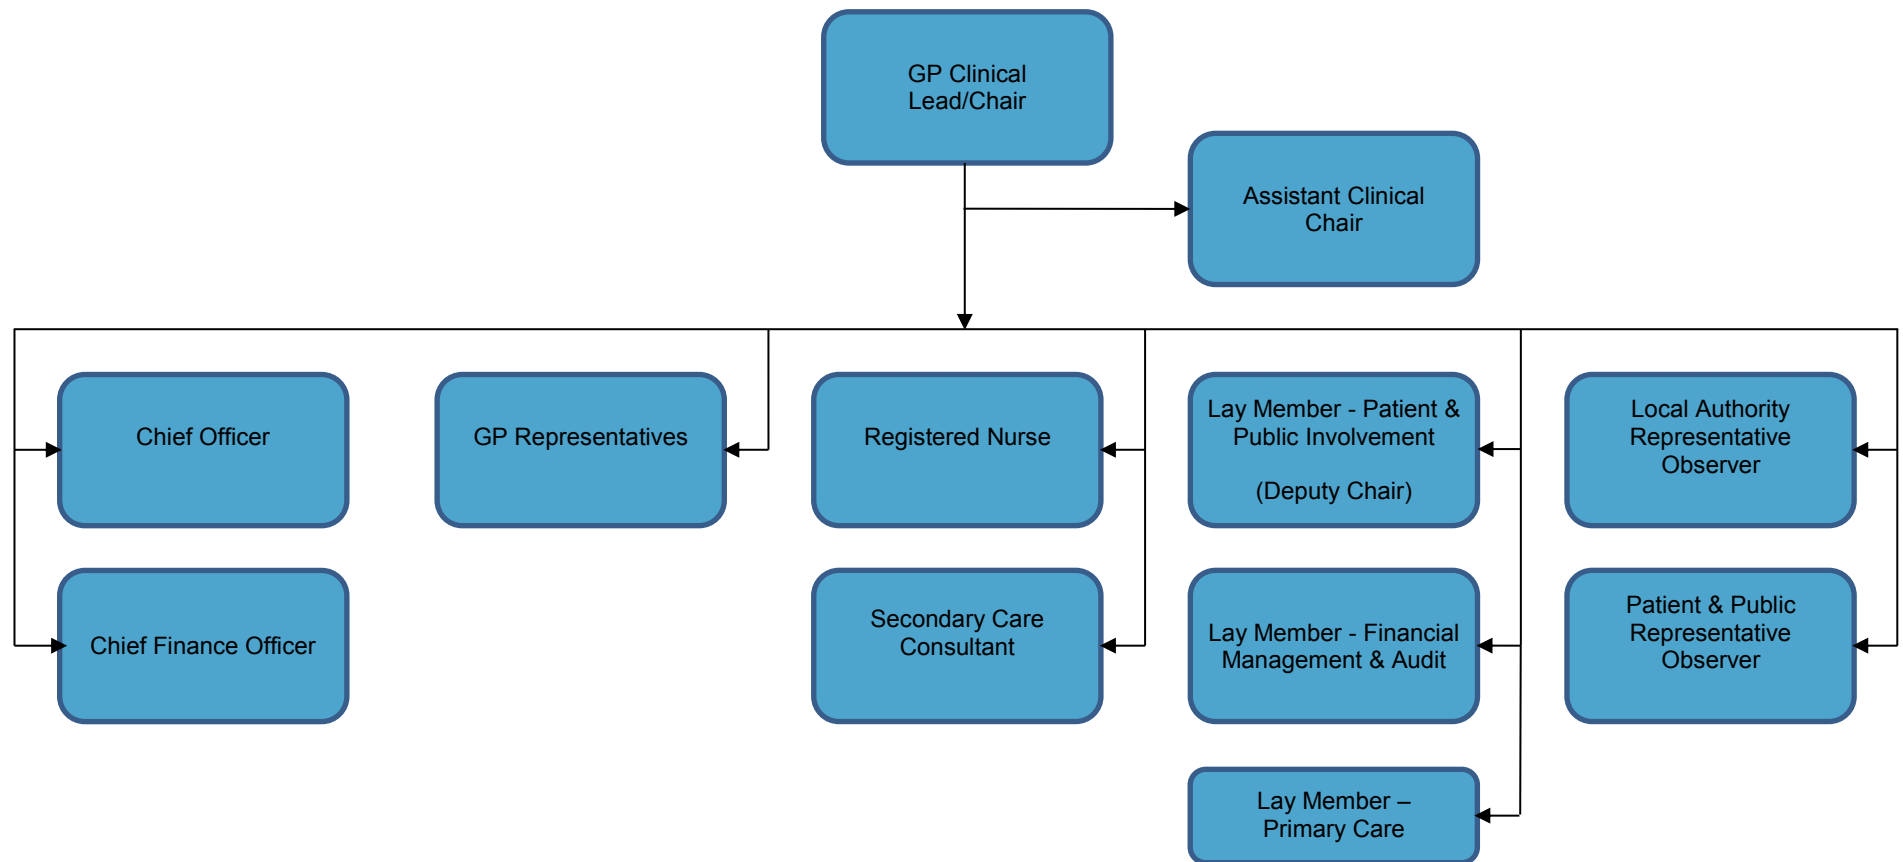 GP Clinical
Lead/Chair
Assistant Clinical
Chair
Chief Officer
GP Representatives
Registered Nurse
Lay Member - Patient &
Public Involvement
(Deputy Chair)
Local Authority
Representative
Observer
Chief Finance Officer
Secondary Care
Consultant
Lay Member - Financial
Management & Audit
Patient & Public
Representative
Observer
Lay Member –
Primary Care